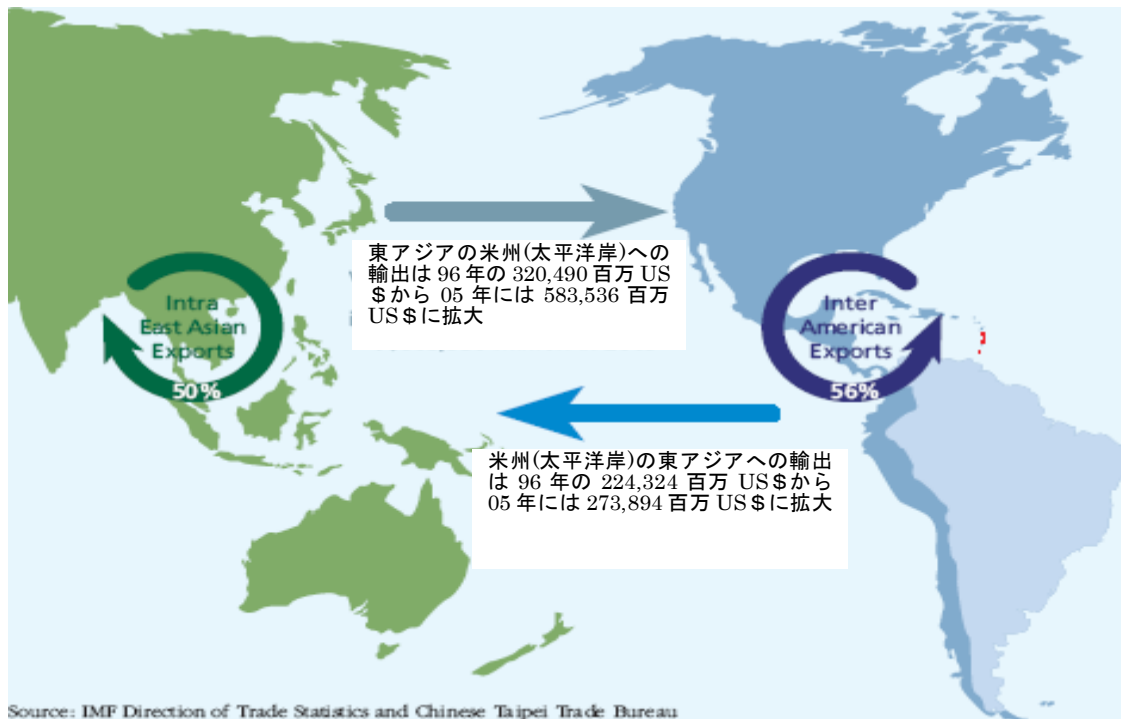 東アジアの米州(太平洋岸)への
輸出は 96 年の 320,490 百万 US
＄から 05 年には 583,536 百万
US＄に拡大
Intra
East Asian
Exports
50%
Inter
American
Exports
56%
米州(太平洋岸)の東アジアへの輸出
は 96 年の 224,324 百万 US＄から
05 年には 273,894 百万 US＄に拡大
Source: IMF Direction of Trade Statistics and Chinese Taipei Trade Bureau